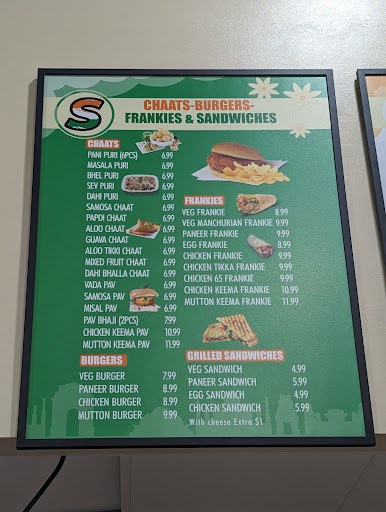 S
CHAATS-BURGERS-
FRANKIES & SANDWICHES
CHAATS
PANI PURI (6PCS) 6.99
MASALA PURI 6.99
BHEL PURI 6.99
SEV PURI 6.99
DAHI PURI 6.99
SAMOSA CHAAT 6.99
PAPDI CHAAT 6.99
ALOO CHAAT 6.99
GUAVA CHAAT 6.99
ALOO TIKKI CHAAT 6.99
MIXED FRUIT CHAAT 6.99
DAHI BHALLA CHAAT 6.99
VADA PAV 6.99
SAMOSA PAV 6.99
MISAL PAV 6.99
PAV BHAJI (2PCS) 799
CHICKEN KEEMA PAV 10.99
MUTTON KEEMA PAV 11.99
BURGERS
VEG BURGER 7.99
PANEER BURGER 8.99
CHICKEN BURGER 8.99
MUTTON BURGER 9.99
FRANKIES
VEG FRANKIE 8.99
VEG MANCHURIAN FRANKIE 9.99
PANEER FRANKIE 9.99
EGG FRANKIE 8.99
CHICKEN FRANKIE 9.99
CHICKEN TIKKA FRANKIE 9.99
CHICKEN 65 FRANKIE 9.99
CHICKEN KEEMA FRANKIE 10.99
MUTTON KEEMA FRANKIE 11.99
GRILLED SANDWICHES
VEG SANDWICH 4.99
PANEER SANDWICH 5.99
EGG SANDWICH 4.99
CHICKEN SANDWICH 5.99
With cheese Extra $1